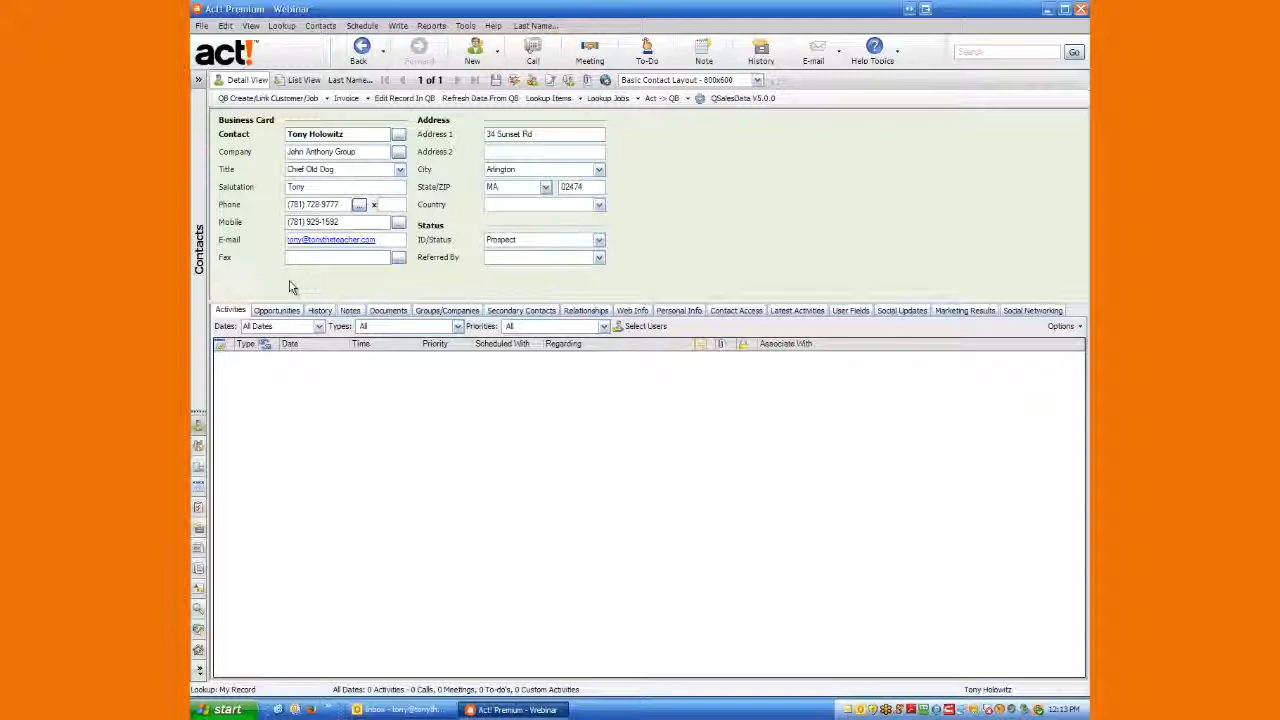 Act! Premium - Webinar
File Edit View Lookup Contacts Schedule Write Reports Tools Help Last Name...
act! Back Forward New Call Meeting To-Do Note History E-mail Help Topics Search Go
Detail View List View Last Name... 1 of 1 Basic Contact Layout - 800x600
QB Create/Link Customer/Job Invoice Edit Record In QB Refresh Data From QB Lookup Items Lookup Jobs Act -> QB QSalesData V5.0.0
Business Card Address
Contact Tony Holowitz Address 1 34 Sunset Rd
Company John Anthony Group Address 2
Title Chief Old Dog City Arlington
Salutation Tony State/ZIP MA 02474
Phone (781) 728-9777 x Country
Mobile (781) 929-1592 Status
E-mail tony@tomtheteacher.com ID/Status Prospect
Fax Referred By
Contacts
Activities Opportunities History Notes Documents Groups/Companies Secondary Contacts Relationships Web Info Personal Info Contact Access Latest Activities User Fields Social Updates Marketing Results Social Networking
Dates: All Dates Types: All Priorities: All Select Users Options
Type Date Time Priority Scheduled With Regarding Associate With
Lookup: My Record All Dates: 0 Activities - 0 Calls, 0 Meetings, 0 To-do's, 0 Custom Activities Tony Holowitz
start Inbox - tony@tonyth... Act! Premium - Webinar 12:13 PM